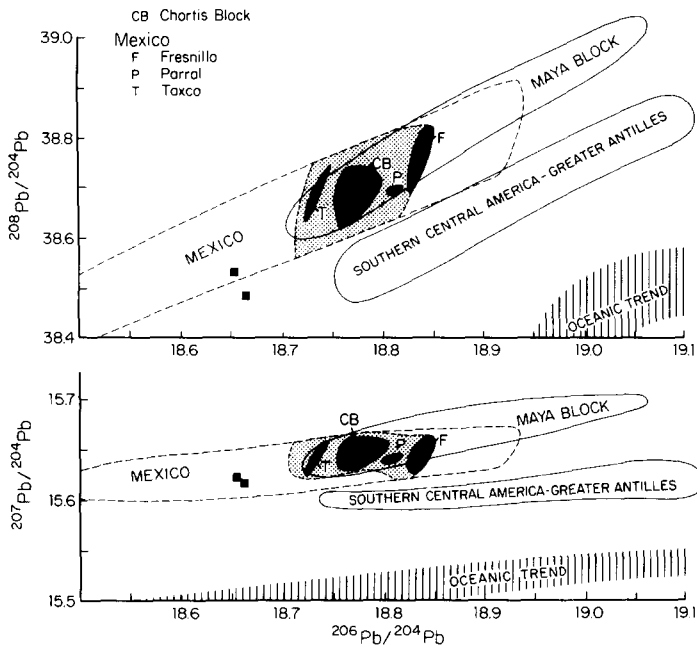 CB Chortis Block
Mexico
F Fresnillo
P Parral
T Taxco
39.0
38.8
38.6
38.4
208Pb/204Pb
MAYA BLOCK
SOUTHERN CENTRAL AMERICA-GREATER ANTILLES
MEXICO
CB
F
P
T
OCEANIC TREND
18.6 18.7 18.8 18.9 19.0 19.1
15.7
15.6
15.5
207Pb/204Pb
CB
MAYA BLOCK
F
P
T
MEXICO
SOUTHERN CENTRAL AMERICA-GREATER ANTILLES
OCEANIC TREND
18.6 18.7 18.8 18.9 19.0 19.1
206Pb/204Pb